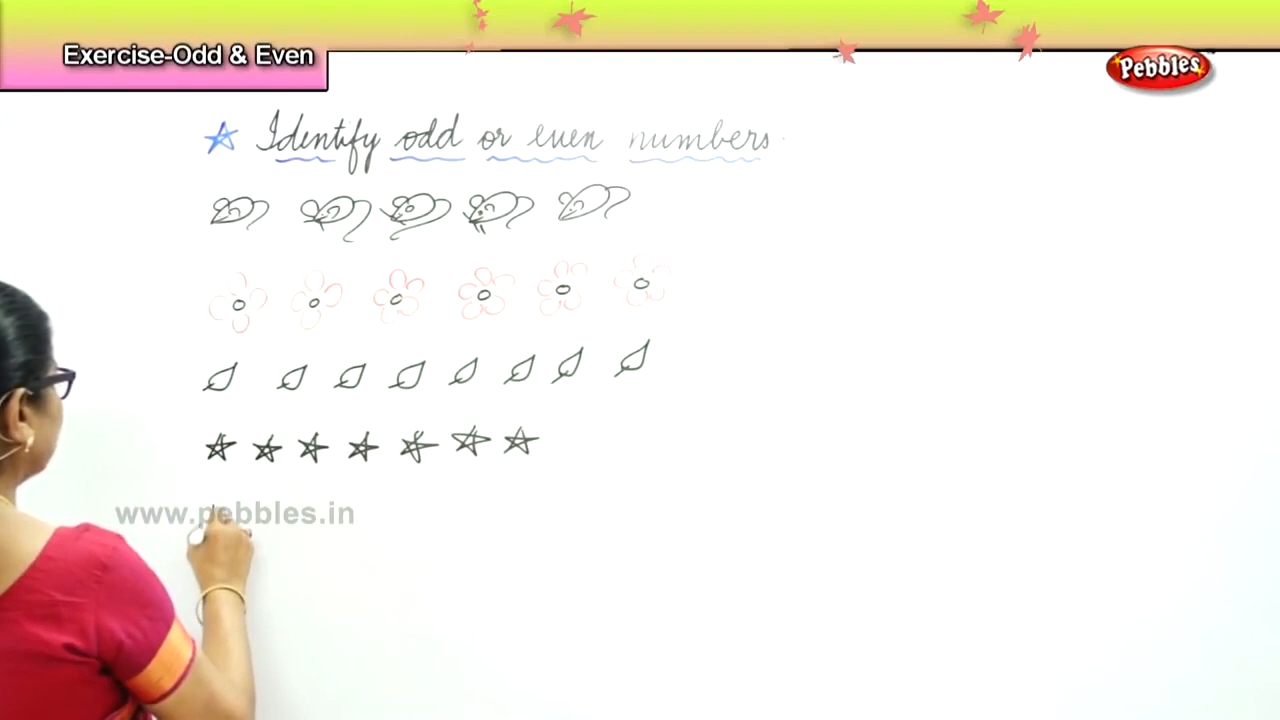 Exercise-Odd & Even
Pebbles
Identify odd or even numbers.
www.pebbles.in